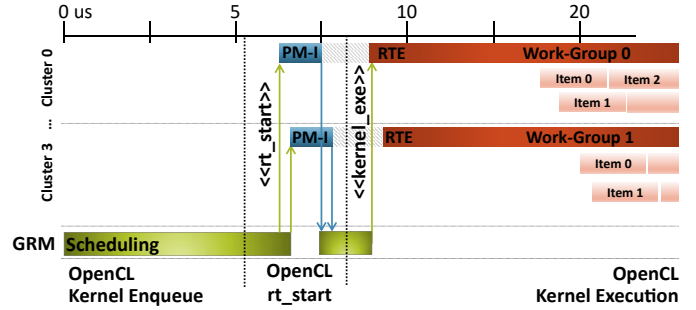 0 us 5 10 20
Cluster 0
PM-I
RTE
Work-Group 0
Item 0
Item 2
Item 1
<<rt_start>>
<<kernel_exe>>
...
Cluster 3
PM-I
RTE
Work-Group 1
Item 0
Item 1
GRM
Scheduling
OpenCL
Kernel Enqueue
OpenCL
rt_start
OpenCL
Kernel Execution